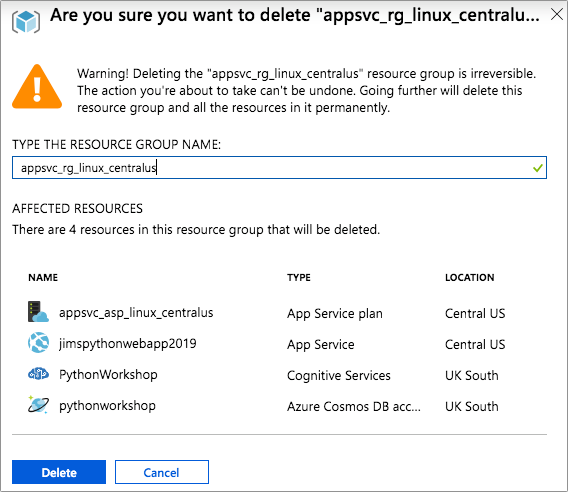 Are you sure you want to delete "appsvc_rg_linux_centralu...
Warning! Deleting the "appsvc_rg_linux_centralus" resource group is irreversible.
The action you're about to take can't be undone. Going further will delete this
resource group and all the resources in it permanently.
TYPE THE RESOURCE GROUP NAME:
appsvc_rg_linux_centralus
AFFECTED RESOURCES
There are 4 resources in this resource group that will be deleted.
NAME TYPE LOCATION
appsvc_asp_linux_centralus App Service plan Central US
jimspythonwebapp2019 App Service Central US
PythonWorkshop Cognitive Services UK South
pythonworkshop Azure Cosmos DB acc... UK South
Delete Cancel